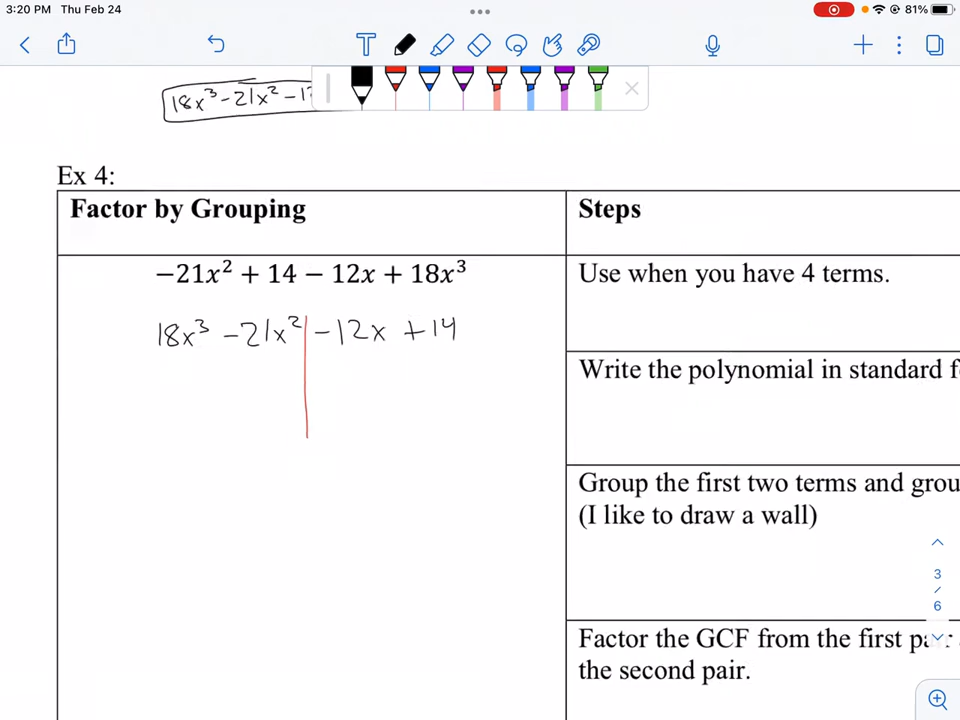 3:20 PM Thu Feb 24
81%
18x³ - 21x² - 1
Ex 4:
Factor by Grouping
Steps
−21x² + 14 − 12x + 18x³
Use when you have 4 terms.
18x³ - 21x² - 12x + 14
Write the polynomial in standard
Group the first two terms and
(I like to draw a wall)
3
/
6
Factor the GCF from the first
the second pair.